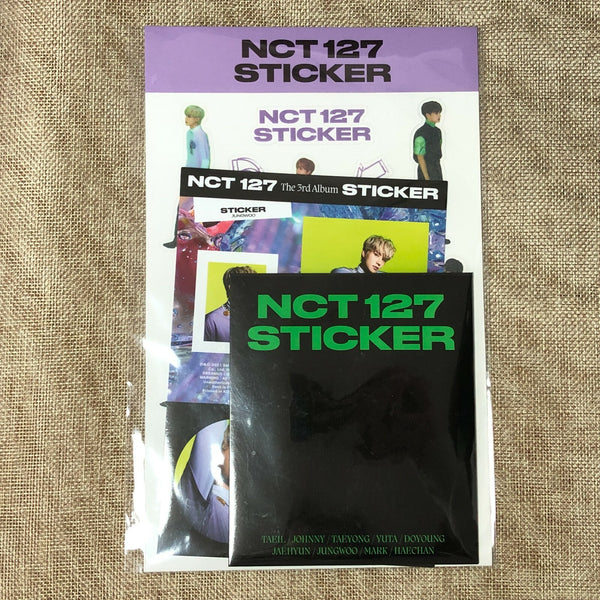 NCT 127
STICKER
NCT 127
STICKER
NCT 127 The 3rd Album STICKER
STICKER
JUNGWOO
NCT 127
STICKER
TAEIL / JOHNNY / TAEYONG / YUTA / DOYOUNG
JAEHYUN / JUNGWOO / MARK / HAECHAN